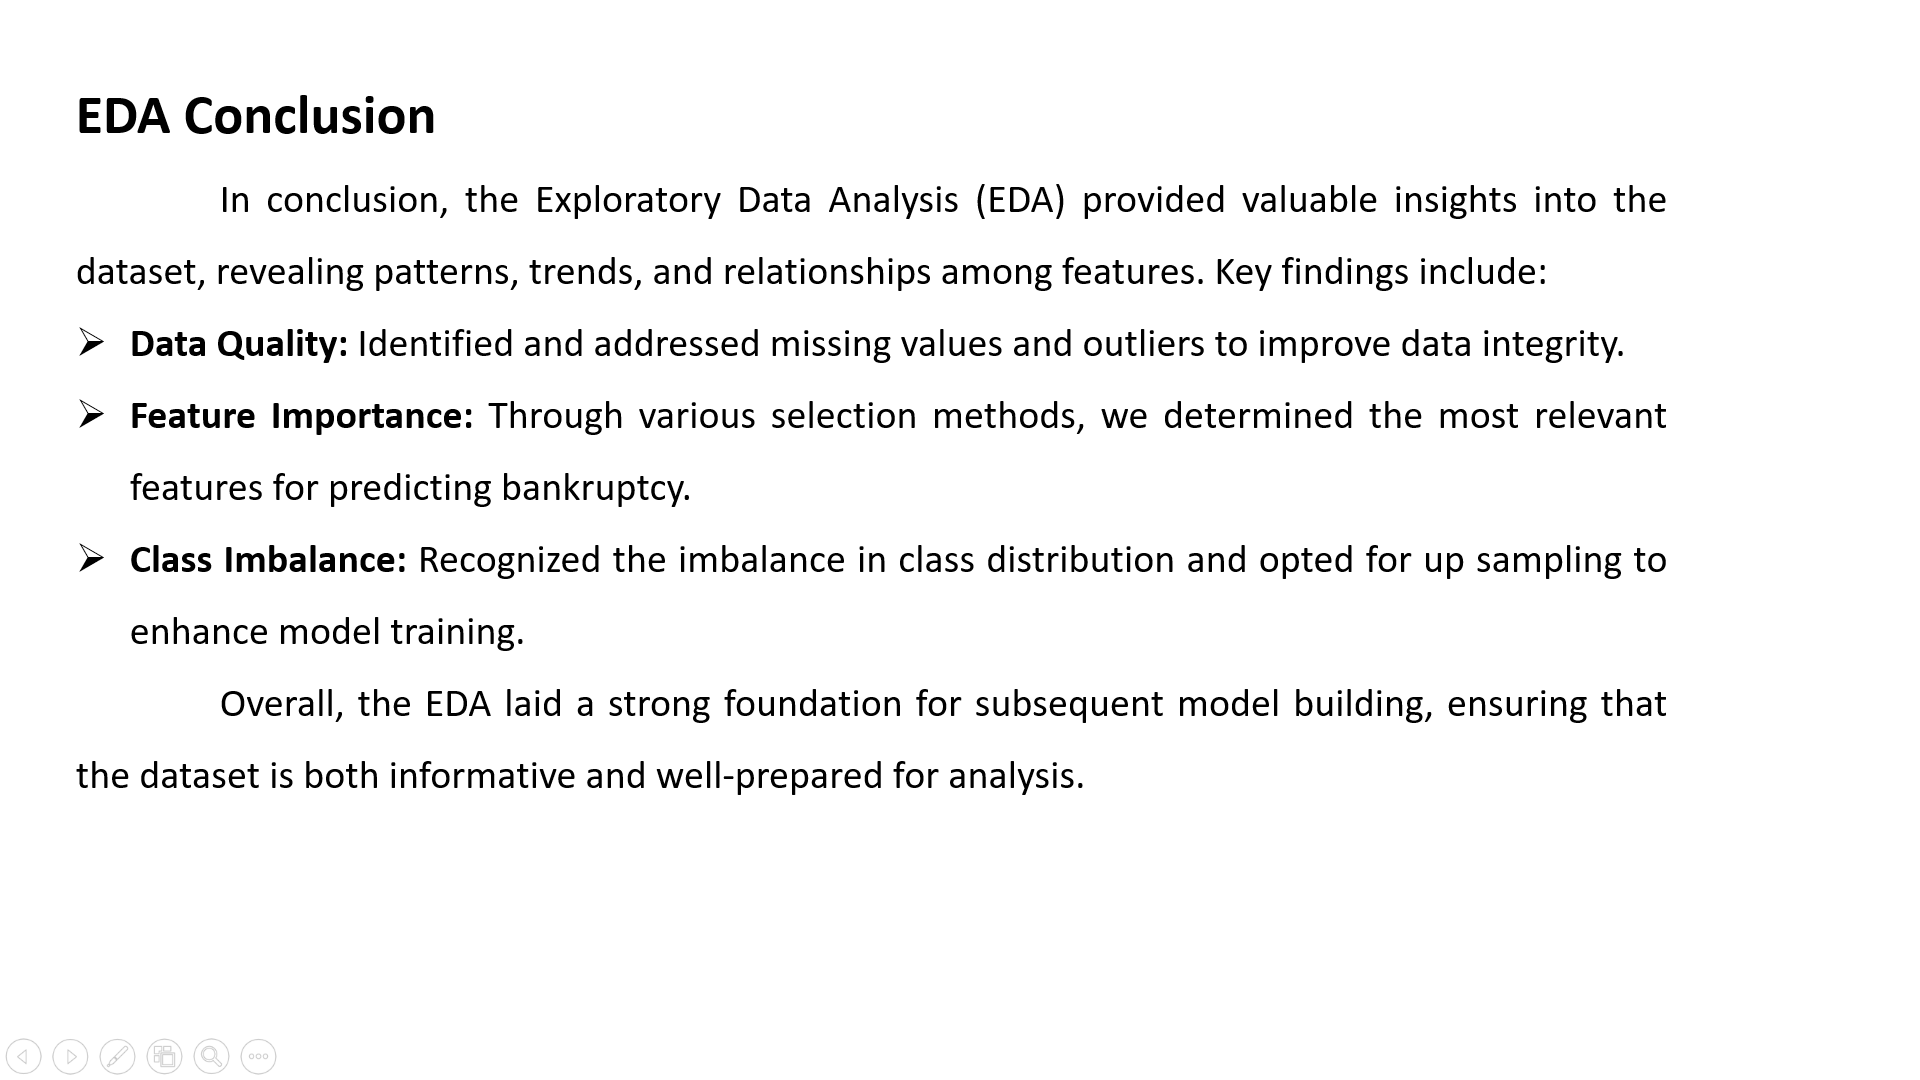 EDA Conclusion
In conclusion, the Exploratory Data Analysis (EDA) provided valuable insights into the
dataset, revealing patterns, trends, and relationships among features. Key findings include:
➢ Data Quality: Identified and addressed missing values and outliers to improve data integrity.
➢ Feature Importance: Through various selection methods, we determined the most relevant
features for predicting bankruptcy.
➢ Class Imbalance: Recognized the imbalance in class distribution and opted for up sampling to
enhance model training.
Overall, the EDA laid a strong foundation for subsequent model building, ensuring that
the dataset is both informative and well-prepared for analysis.